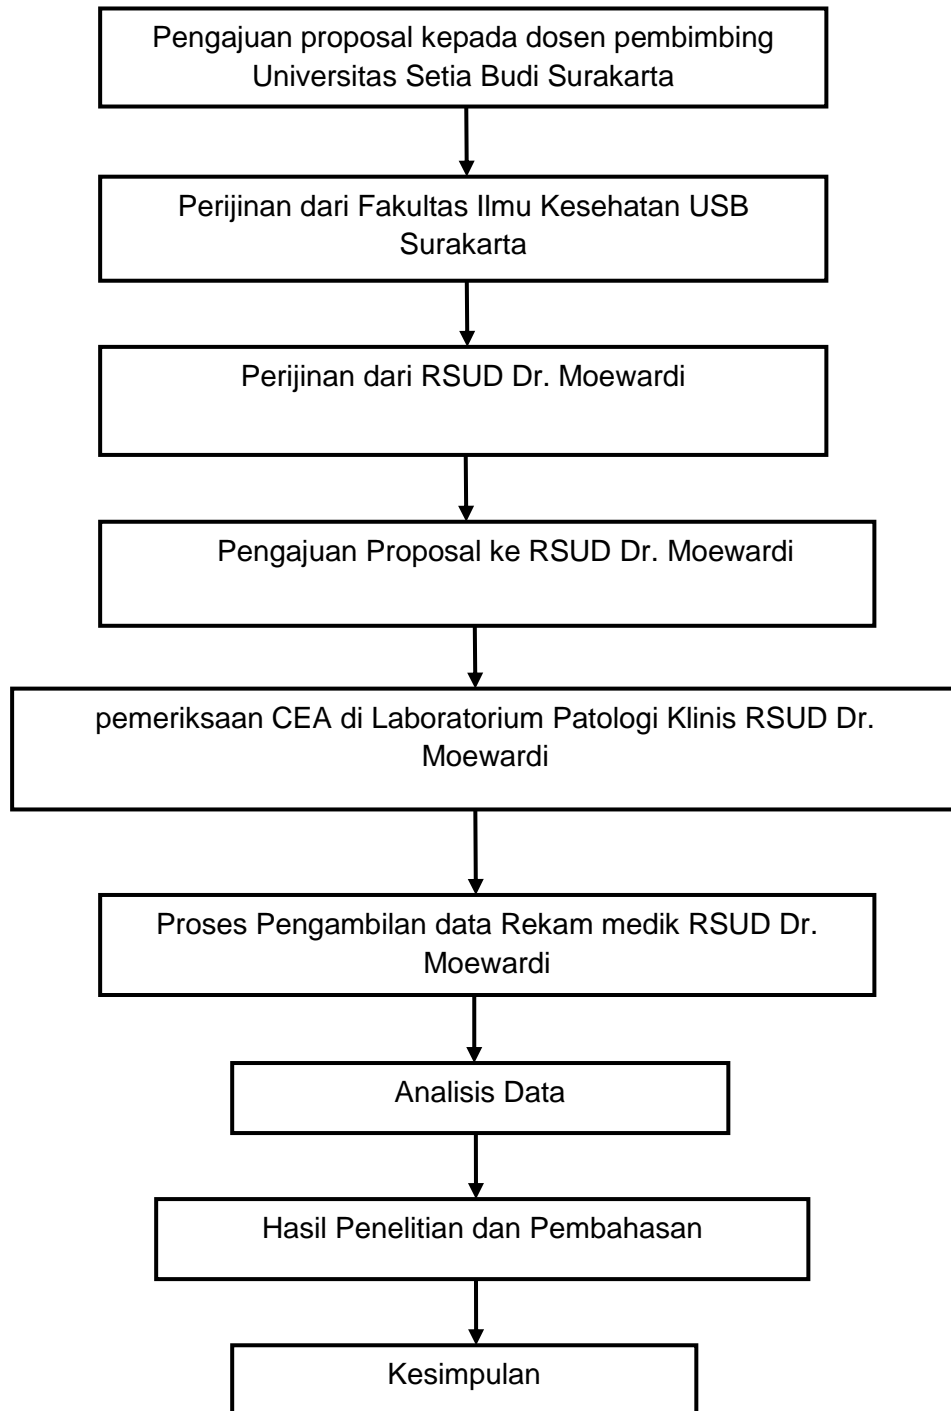 Pengajuan proposal kepada dosen pembimbing
Universitas Setia Budi Surakarta
Perijinan dari Fakultas Ilmu Kesehatan USB
Surakarta
Perijinan dari RSUD Dr. Moewardi
Pengajuan Proposal ke RSUD Dr. Moewardi
pemeriksaan CEA di Laboratorium Patologi Klinis RSUD Dr.
Moewardi
Proses Pengambilan data Rekam medik RSUD Dr.
Moewardi
Analisis Data
Hasil Penelitian dan Pembahasan
Kesimpulan